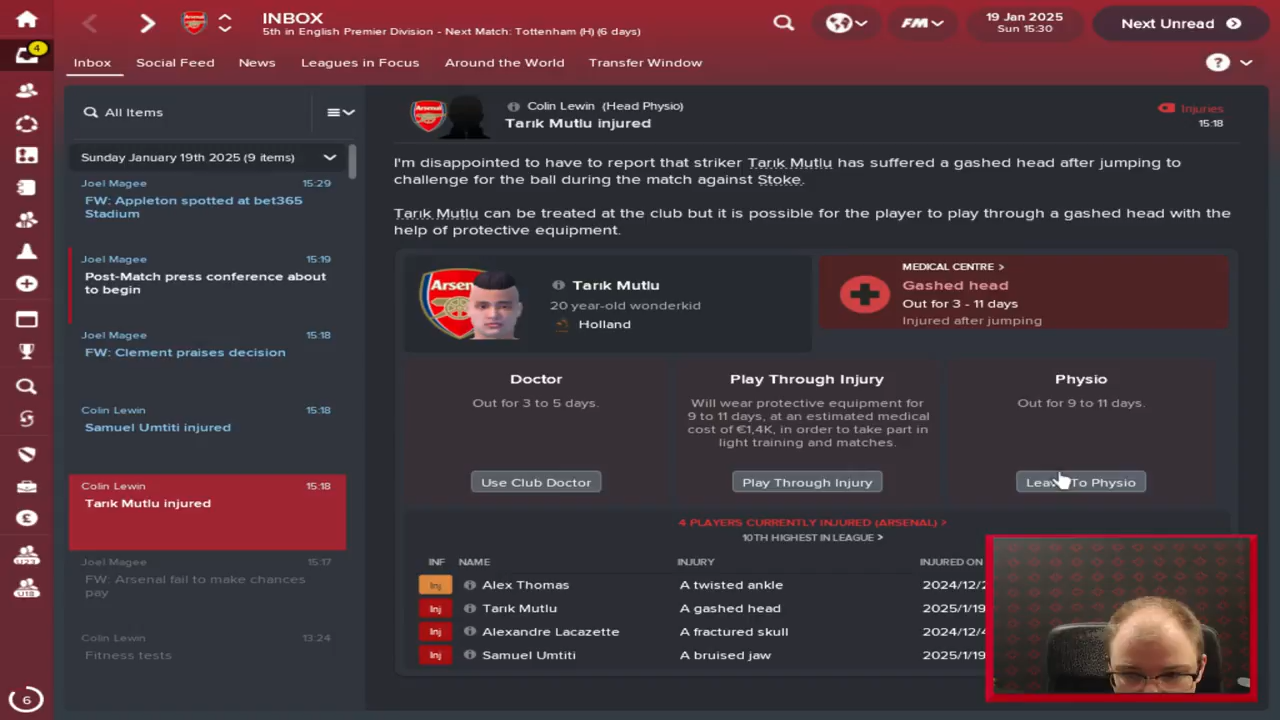 INBOX
5th in English Premier Division - Next Match: Tottenham (H) (6 days)
FM
19 Jan 2025
Sun 15:30
Next Unread
4
Inbox
Social Feed
News
Leagues in Focus
Around the World
Transfer Window
?
All Items
Sunday January 19th 2025 (9 items)
Joel Magee 15:29
FW: Appleton spotted at bet365
Stadium
Joel Magee 15:19
Post-Match press conference about
to begin
Joel Magee 15:18
FW: Clement praises decision
Colin Lewin 15:18
Samuel Umtiti injured
Colin Lewin 15:18
Tarık Mutlu injured
Joel Magee 15:17
FW: Arsenal fail to make chances
pay
Colin Lewin 13:24
Fitness tests
U23
U18
6
Arsenal
Colin Lewin (Head Physio)
Tarık Mutlu injured
Injuries
15:18
I'm disappointed to have to report that striker Tarık Mutlu has suffered a gashed head after jumping to
challenge for the ball during the match against Stoke.
Tarık Mutlu can be treated at the club but it is possible for the player to play through a gashed head with the
help of protective equipment.
Tarık Mutlu
20 year-old wonderkid
Holland
MEDICAL CENTRE >
Gashed head
Out for 3 - 11 days
Injured after jumping
Doctor
Out for 3 to 5 days.
Use Club Doctor
Play Through Injury
Will wear protective equipment for
9 to 11 days, at an estimated medical
cost of €1,4K, in order to take part in
light training and matches.
Play Through Injury
Physio
Out for 9 to 11 days.
Leave To Physio
4 PLAYERS CURRENTLY INJURED (ARSENAL) >
10TH HIGHEST IN LEAGUE >
INF NAME INJURY INJURED ON
Inj Alex Thomas A twisted ankle 2024/12/2
Inj Tarık Mutlu A gashed head 2025/1/19
Inj Alexandre Lacazette A fractured skull 2024/12/4
Inj Samuel Umtiti A bruised jaw 2025/1/19